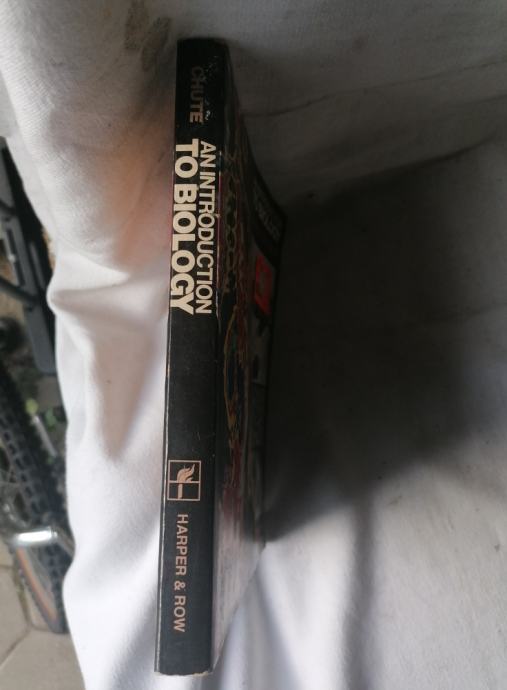 CHUTE
AN INTRODUCTION
TO BIOLOGY
HARPER & ROW